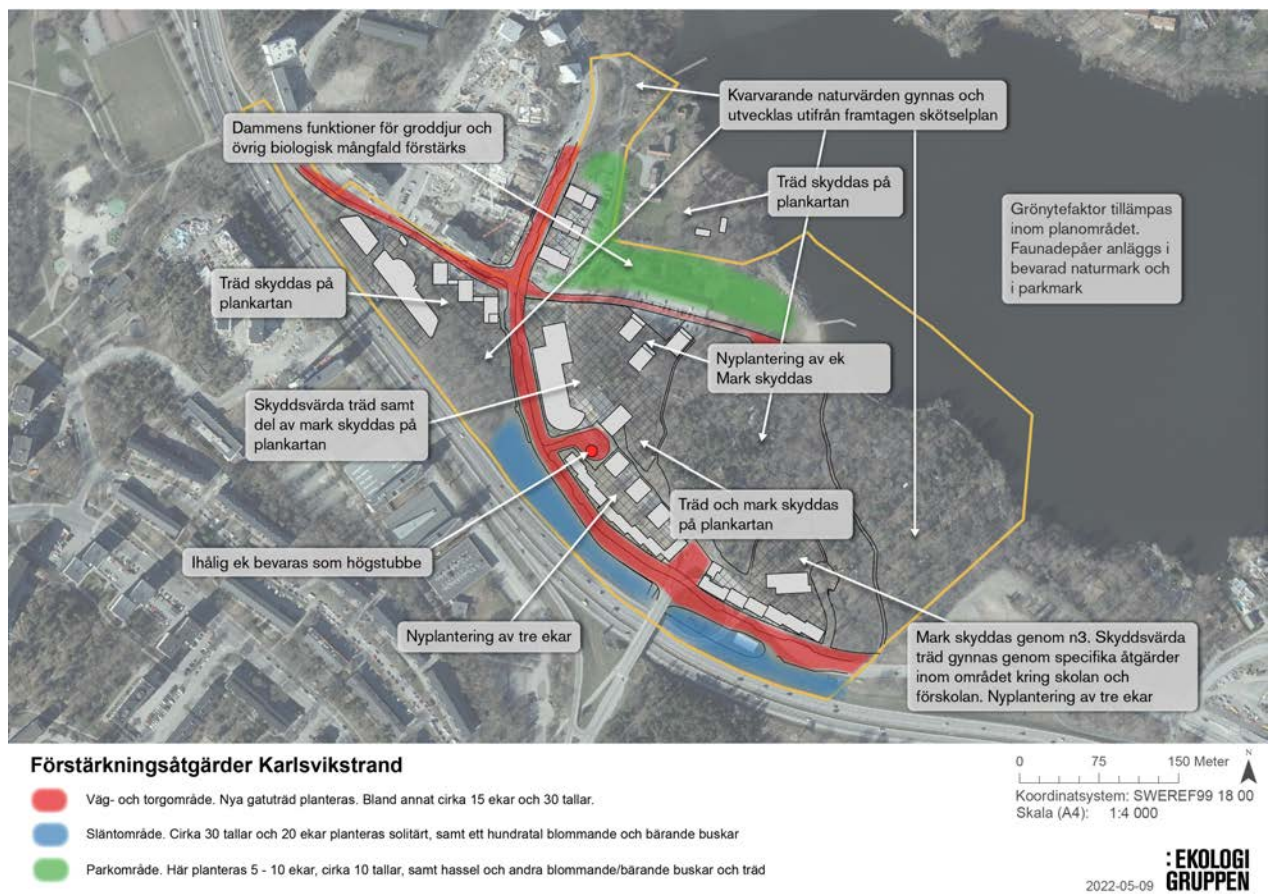 Kvarvarande naturvärden gynnas och
utvecklas utifrån framtagen skötselplan
Dammens funktioner för groddjur och
övrig biologisk mångfald förstärks
Träd skyddas på
plankartan
Grönytefaktor tillämpas
inom planområdet.
Faunadepåer anläggs i
bevarad naturmark och
i parkmark
Träd skyddas på
plankartan
Nyplantering av ek
Mark skyddas
Skyddsvärda träd samt
del av mark skyddas på
plankartan
Träd och mark skyddas
på plankartan
Ihålig ek bevaras som högstubbe
Nyplantering av tre ekar
Mark skyddas genom n3. Skyddsvärda
träd gynnas genom specifika åtgärder
inom området kring skolan och
förskolan. Nyplantering av tre ekar
Förstärkningsåtgärder Karlsvikstrand
Väg- och torgområde. Nya gatuträd planteras. Bland annat cirka 15 ekar och 30 tallar.
Släntområde. Cirka 30 tallar och 20 ekar planteras solitärt, samt ett hundratal blommande och bärande buskar
Parkområde. Här planteras 5 - 10 ekar, cirka 10 tallar, samt hassel och andra blommande/bärande buskar och träd
0 75 150 Meter
N
Koordinatsystem: SWEREF99 18 00
Skala (A4): 1:4 000
2022-05-09
:EKOLOGI
GRUPPEN